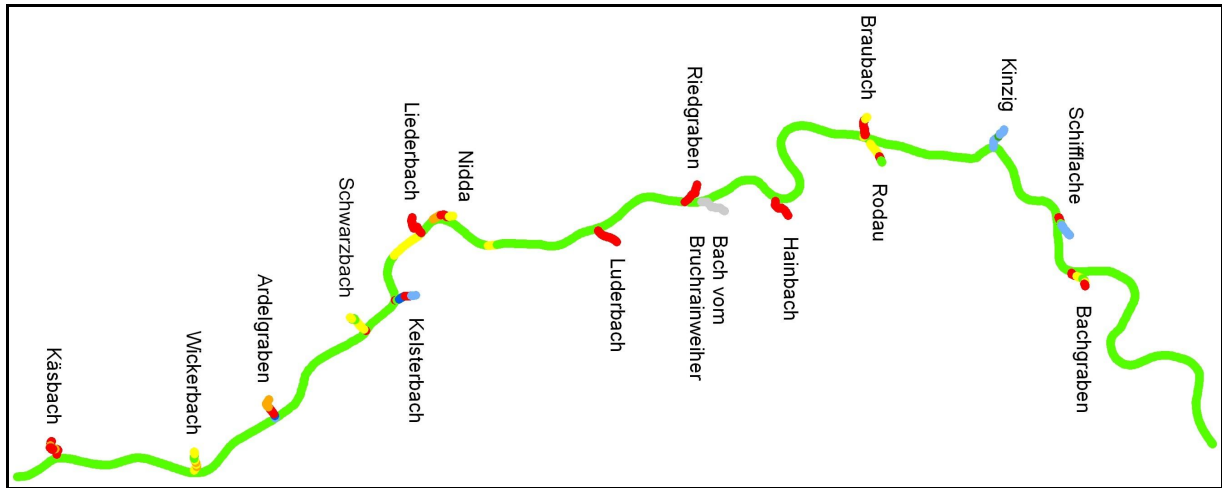 Käsbach
Wickerbach
Ardelgraben
Schwarzbach
Kelsterbach
Liederbach
Nidda
Luderbach
Riedgraben
Bach vom
Bruchrainweiher
Hainbach
Braubach
Rodau
Kinzig
Schifflache
Bachgraben